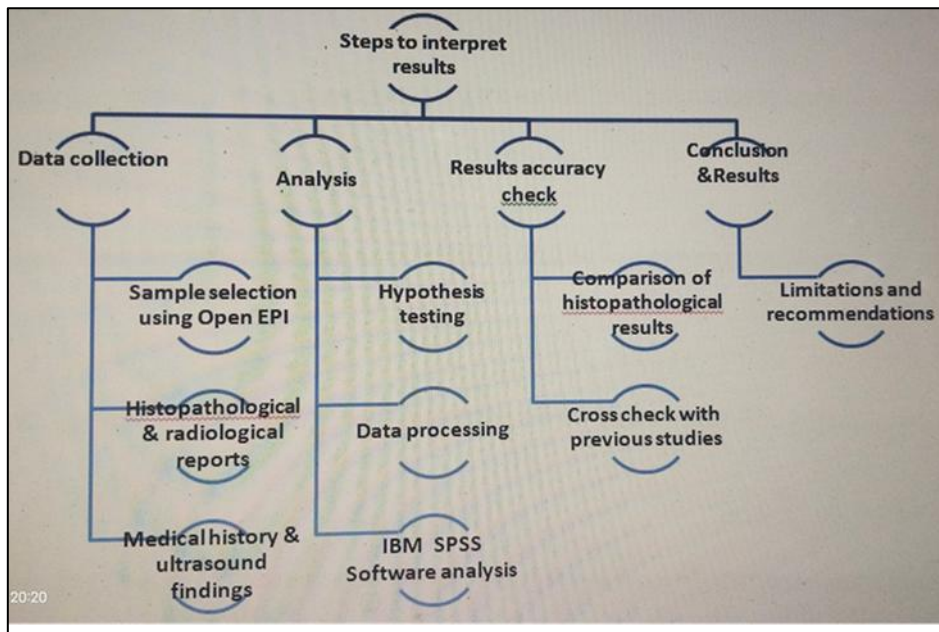 Steps to interpret
results
Data collection
Analysis
Results accuracy
check
Conclusion
&Results
Sample selection
using Open EPI
Histopathological
& radiological
reports
Medical history &
ultrasound
findings
Hypothesis
testing
Data processing
IBM SPSS
Software analysis
Comparison of
histopathological
results
Cross check with
previous studies
Limitations and
recommendations
20:20